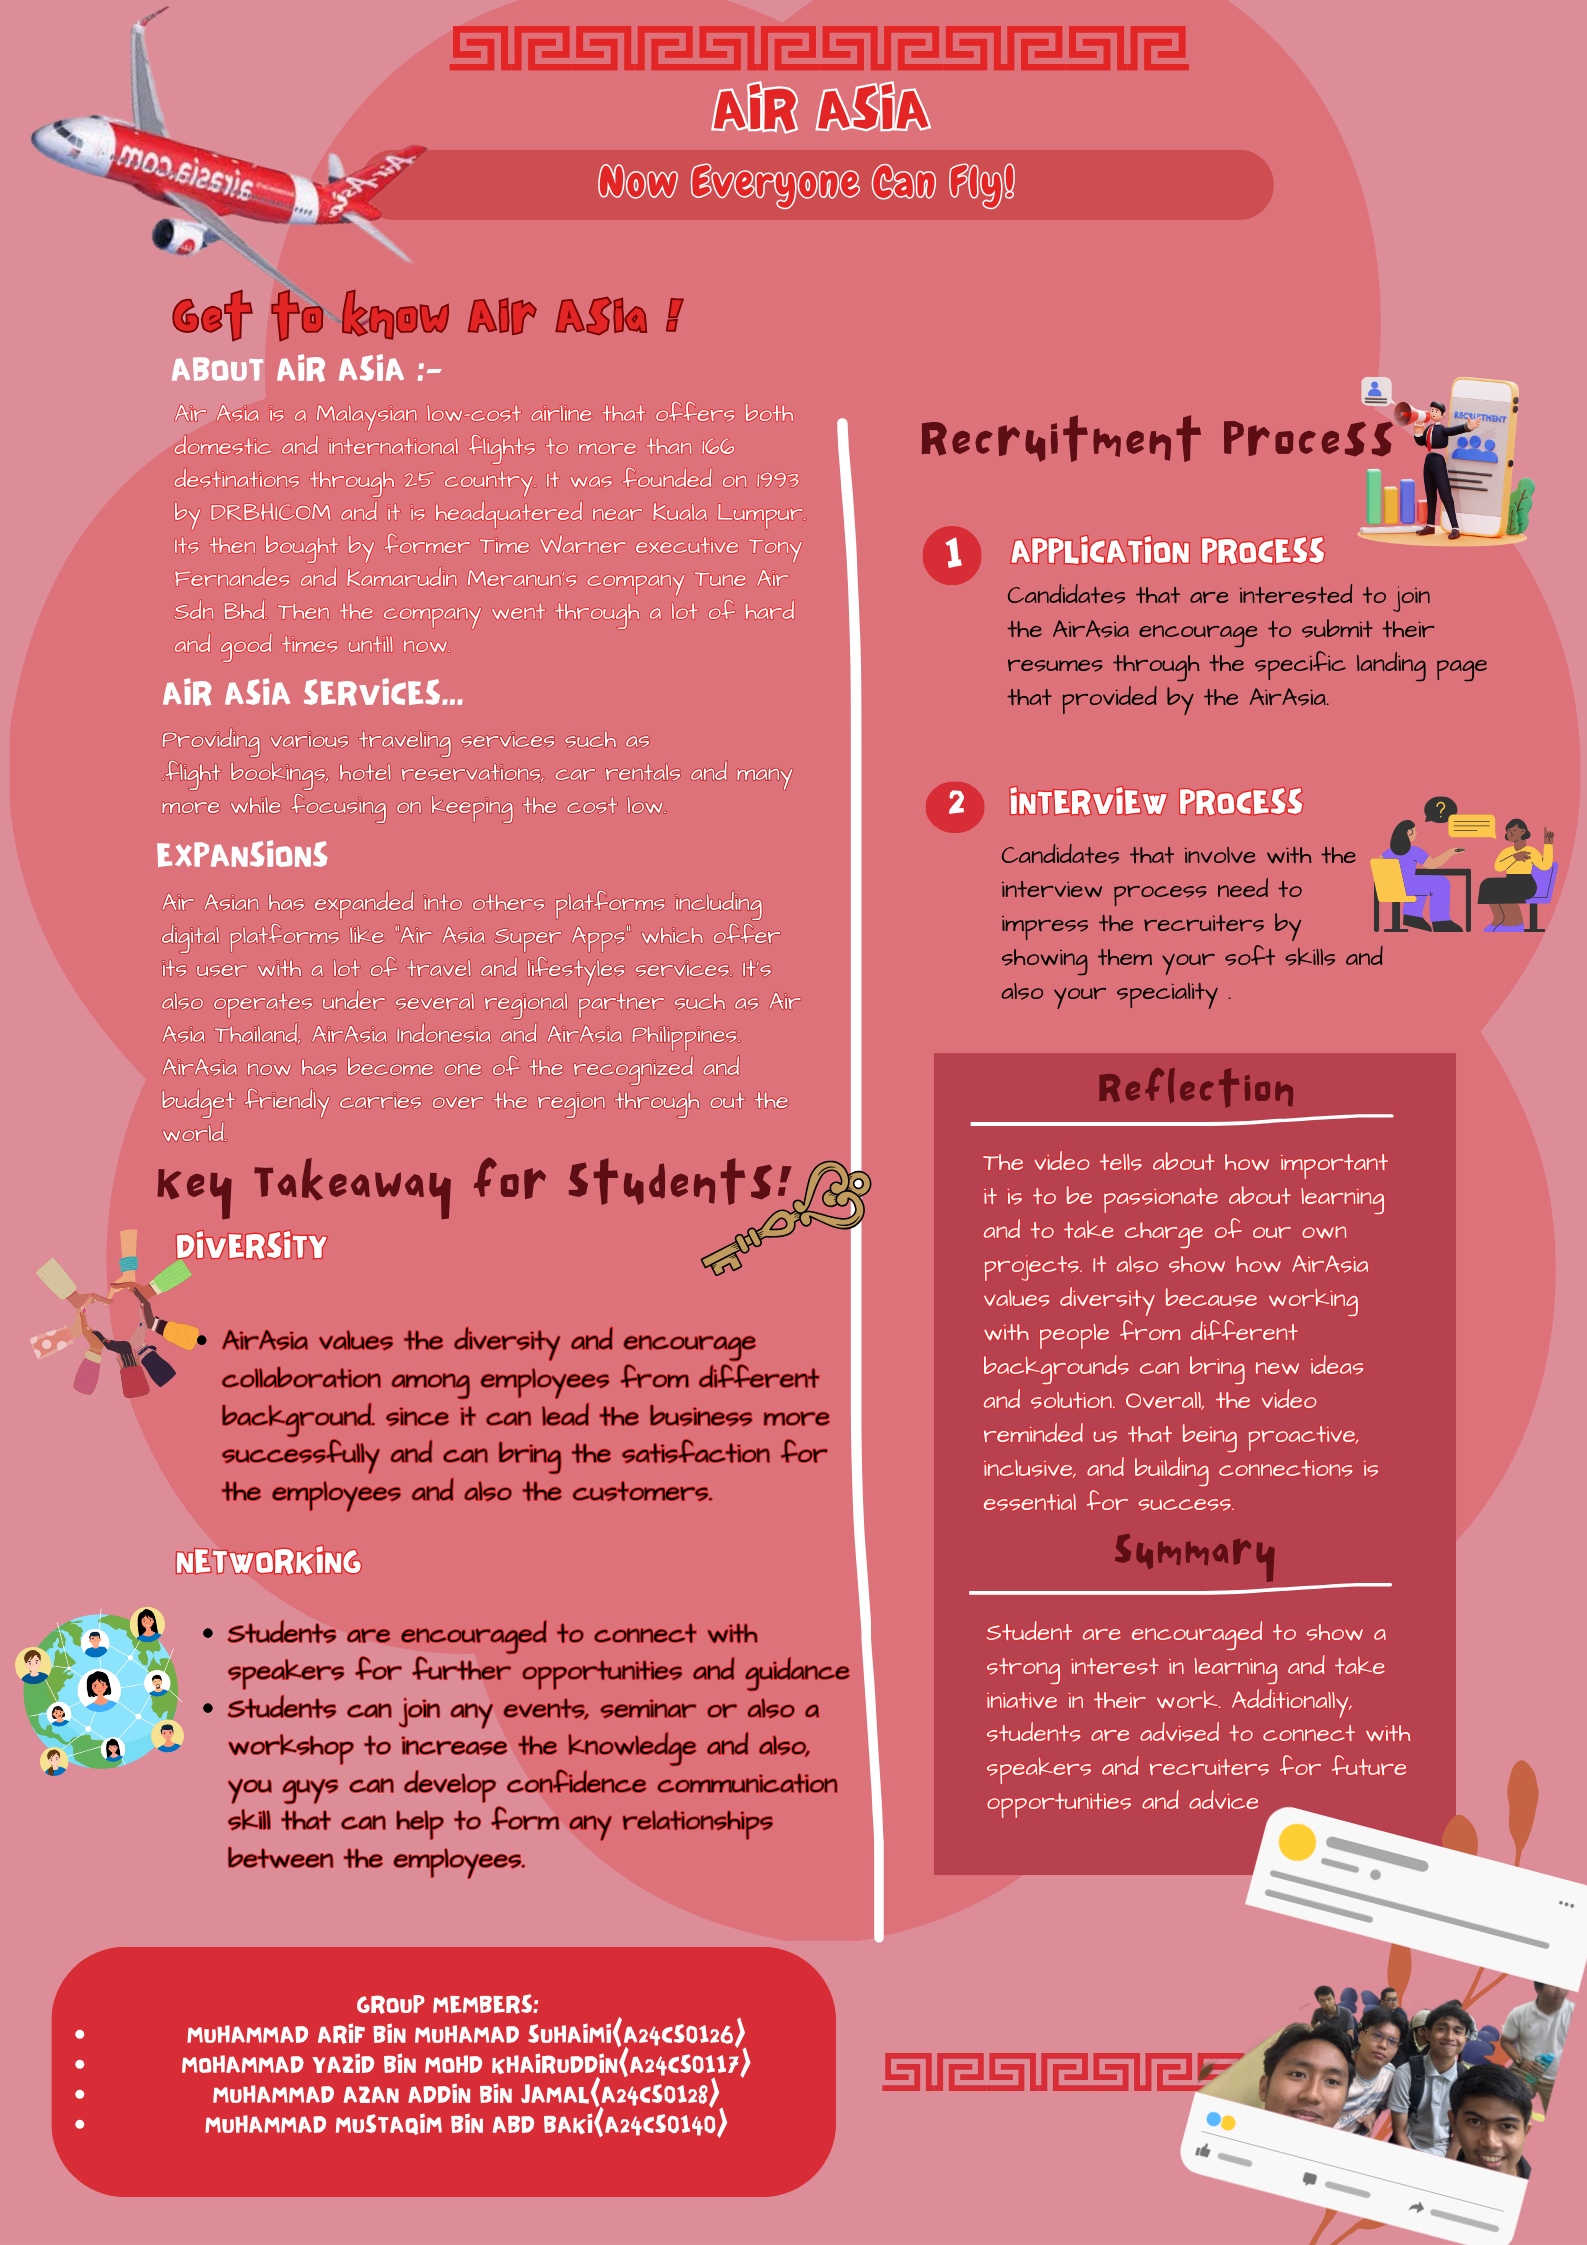 AIR ASIA
Now Everyone Can Fly!
airasia.com
AirAsia
Get to know Air Asia !
ABOUT AIR ASIA :-
Air Asia is a Malaysian low-cost airline that offers both
domestic and international flights to more than 166
destinations through 25 country. It was founded on 1993
by DRBHICOM and it is headquatered near Kuala Lumpur.
Its then bought by former Time Warner executive Tony
Fernandes and Kamarudin Meranun's company Tune Air
Sdn Bhd. Then the company went through a lot of hard
and good times untill now.
AIR ASIA SERVICES...
Providing various traveling services such as
.flight bookings, hotel reservations, car rentals and many
more while focusing on keeping the cost low.
EXPANSIONS
Air Asian has expanded into others platforms including
digital platforms like "Air Asia Super Apps" which offer
its user with a lot of travel and lifestyles services. It's
also operates under several regional partner such as Air
Asia Thailand, AirAsia Indonesia and AirAsia Philippines.
AirAsia now has become one of the recognized and
budget friendly carries over the region through out the
world.
Key Takeaway for Students!
DIVERSITY
• AirAsia values the diversity and encourage
collaboration among employees from different
background. since it can lead the business more
successfully and can bring the satisfaction for
the employees and also the customers.
NETWORKING
• Students are encouraged to connect with
speakers for further opportunities and guidance
• Students can join any events, seminar or also a
workshop to increase the knowledge and also,
you guys can develop confidence communication
skill that can help to form any relationships
between the employees.
Recruitment Process
RECRUITMENT
1
APPLICATION PROCESS
Candidates that are interested to join
the AirAsia encourage to submit their
resumes through the specific landing page
that provided by the AirAsia.
2
INTERVIEW PROCESS
?
Candidates that involve with the
interview process need to
impress the recruiters by
showing them your soft skills and
also your speciality .
Reflection
The video tells about how important
it is to be passionate about learning
and to take charge of our own
projects. It also show how AirAsia
values diversity because working
with people from different
backgrounds can bring new ideas
and solution. Overall, the video
reminded us that being proactive,
inclusive, and building connections is
essential for success.
Summary
Student are encouraged to show a
strong interest in learning and take
iniative in their work. Additionally,
students are advised to connect with
speakers and recruiters for future
opportunities and advice
GROUP MEMBERS:
• MUHAMMAD ARIF BIN MUHAMAD SUHAIMI(A24CS0126)
• MOHAMMAD YAZID BIN MOHD KHAIRUDDIN(A24CS0117)
• MUHAMMAD AZAN ADDIN BIN JAMAL(A24CS0128)
• MUHAMMAD MUSTAQIM BIN ABD BAKI(A24CS0140)